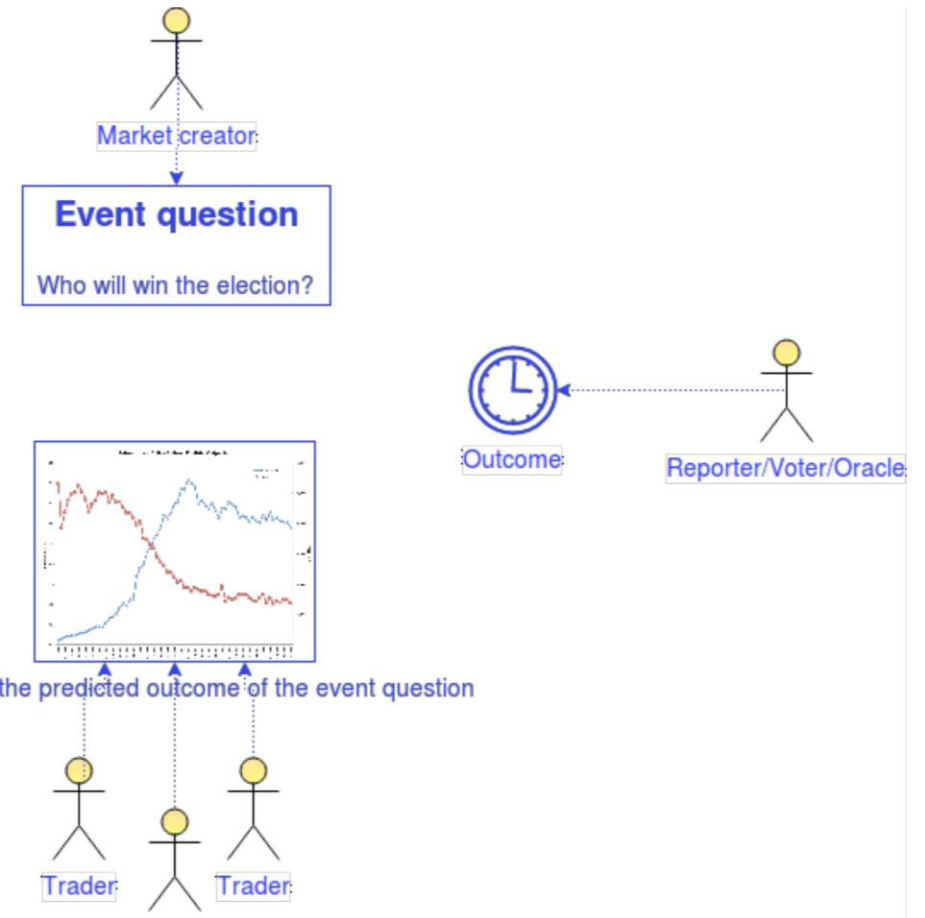 Market creator
Event question
Who will win the election?
Outcome
Reporter/Voter/Oracle
the predicted outcome of the event question
Trader
Trader